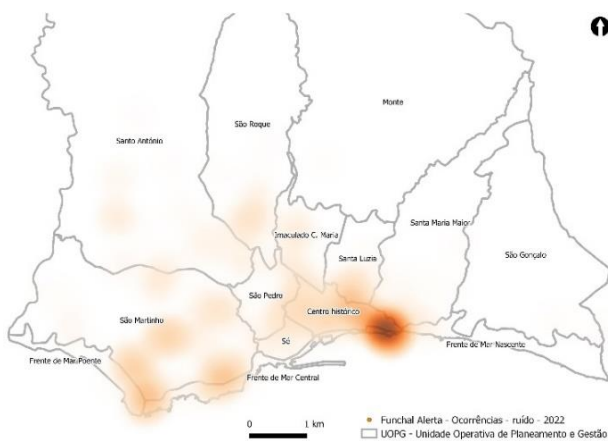 Monte
São Roque
Santo António
Santa Maria Maior
Imaculado C. Maria
São Gonçalo
Santa Luzia
São Pedro
Centro histórico
São Martinho
Sé
Frente de Mar Nascente
Frente de Mar Poente
Frente de Mar Central
0 1 km
Funchal Alerta - Ocorrências - ruído - 2022
UOPG - Unidade Operativa de Planeamento e Gestão